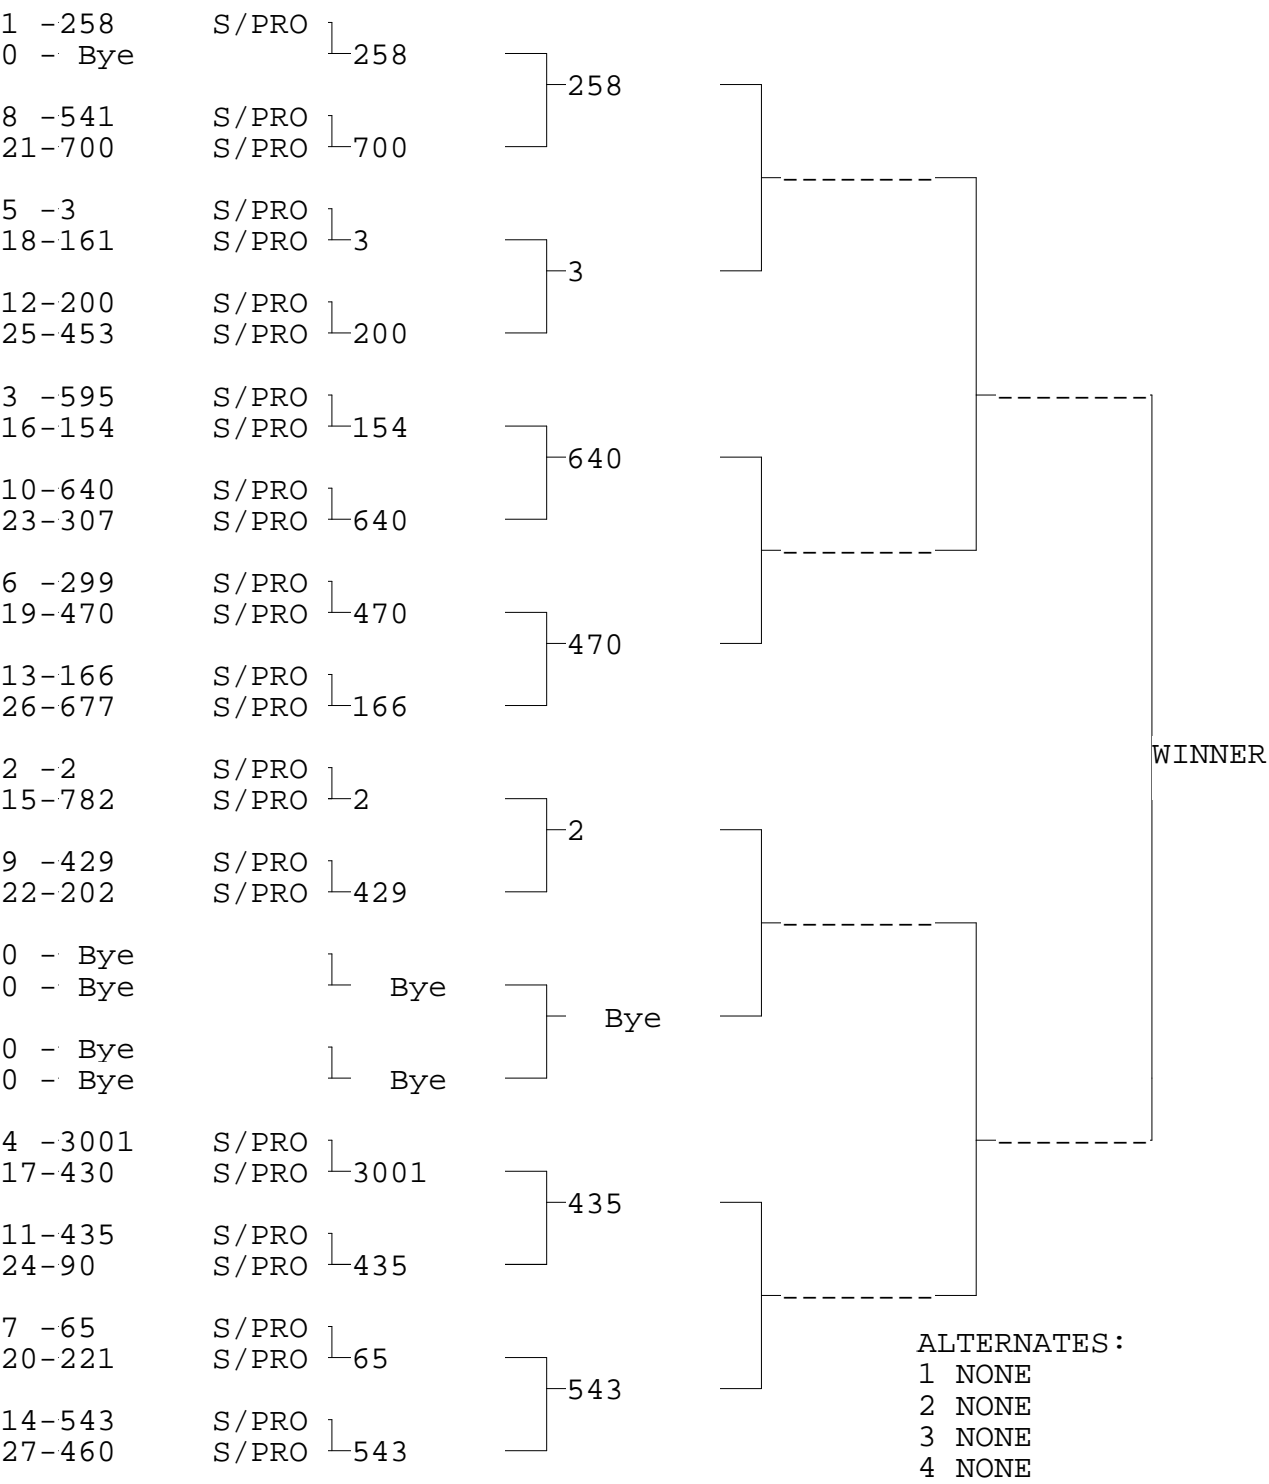 1 -258 S/PRO
0 - Bye 258
258
8 -541 S/PRO
21-700 S/PRO 700
5 -3 S/PRO
18-161 S/PRO 3
3
12-200 S/PRO
25-453 S/PRO 200
3 -595 S/PRO
16-154 S/PRO 154
640
10-640 S/PRO
23-307 S/PRO 640
6 -299 S/PRO
19-470 S/PRO 470
470
13-166 S/PRO
26-677 S/PRO 166
WINNER
2 -2 S/PRO
15-782 S/PRO 2
2
9 -429 S/PRO
22-202 S/PRO 429
0 - Bye
0 - Bye Bye
Bye
0 - Bye
0 - Bye Bye
4 -3001 S/PRO
17-430 S/PRO 3001
435
11-435 S/PRO
24-90 S/PRO 435
7 -65 S/PRO
20-221 S/PRO 65
543
14-543 S/PRO
27-460 S/PRO 543
ALTERNATES:
1 NONE
2 NONE
3 NONE
4 NONE